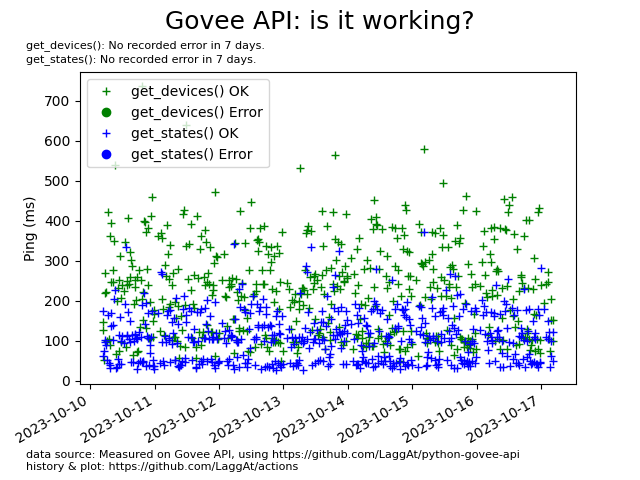 Govee API: is it working?
get_devices(): No recorded error in 7 days.
get_states(): No recorded error in 7 days.
get_devices() OK
get_devices() Error
get_states() OK
get_states() Error
Ping (ms)
700
600
500
400
300
200
100
0
2023-10-10
2023-10-11
2023-10-12
2023-10-13
2023-10-14
2023-10-15
2023-10-16
2023-10-17
data source: Measured on Govee API, using https://github.com/LaggAt/python-govee-api
history & plot: https://github.com/LaggAt/actions